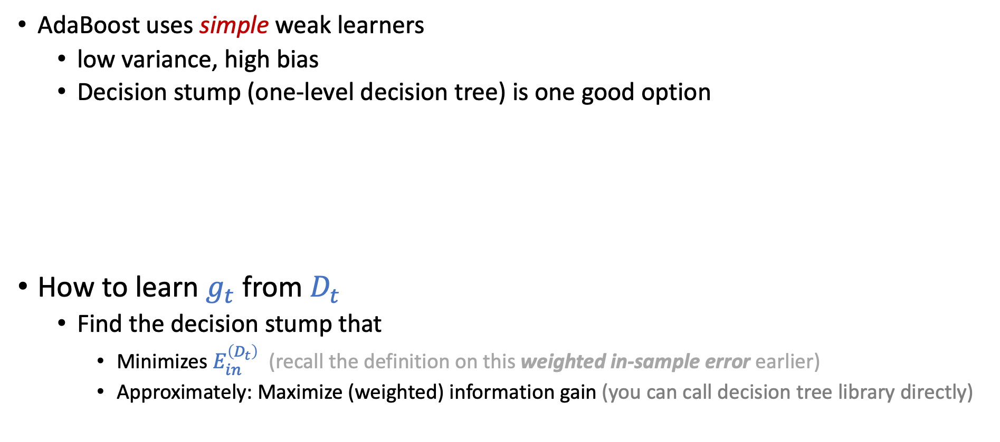 • AdaBoost uses simple weak learners
• low variance, high bias
• Decision stump (one-level decision tree) is one good option
• How to learn g_t from D_t
• Find the decision stump that
• Minimizes E_in^(D_t) (recall the definition on this weighted in-sample error earlier)
• Approximately: Maximize (weighted) information gain (you can call decision tree library directly)